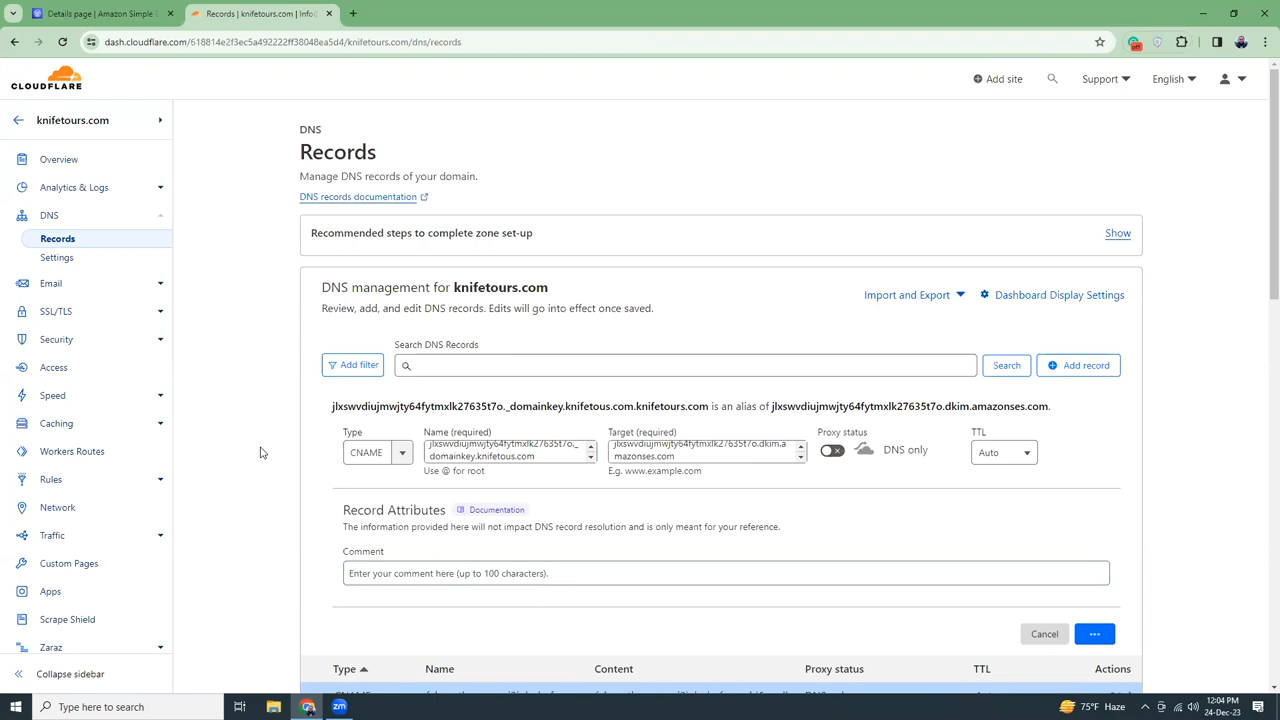 Details page | Amazon Simple E
Records | knifetours.com | Info@
dash.cloudflare.com/618814e2f3ec5a492222ff38048ea5d4/knifetours.com/dns/records
CLOUDFLARE
Add site
Support
English
knifetours.com
Overview
Analytics & Logs
DNS
Records
Settings
Email
SSL/TLS
Security
Access
Speed
Caching
Workers Routes
Rules
Network
Traffic
Custom Pages
Apps
Scrape Shield
Zaraz
Collapse sidebar
DNS
Records
Manage DNS records of your domain.
DNS records documentation
Recommended steps to complete zone set-up
Show
DNS management for knifetours.com
Review, add, and edit DNS records. Edits will go into effect once saved.
Import and Export
Dashboard Display Settings
Search DNS Records
Add filter
Search
Add record
jlxswvdiujmwjty64fytmxlk27635t7o._domainkey.knifetous.com.knifetours.com is an alias of jlxswvdiujmwjty64fytmxlk27635t7o.dkim.amazonses.com.
Type
Name (required)
Target (required)
Proxy status
TTL
CNAME
jlxswvdiujmwjty64fytmxlk27635t7o._
domainkey.knifetous.com
jlxswvdiujmwjty64fytmxlk27635t7o.dkim.a
mazonses.com
DNS only
Auto
Use @ for root
E.g. www.example.com
Record Attributes
Documentation
The information provided here will not impact DNS record resolution and is only meant for your reference.
Comment
Enter your comment here (up to 100 characters).
Cancel
Type
Name
Content
Proxy status
TTL
Actions
Type here to search
zm
75°F Haze
12:04 PM
24-Dec-23